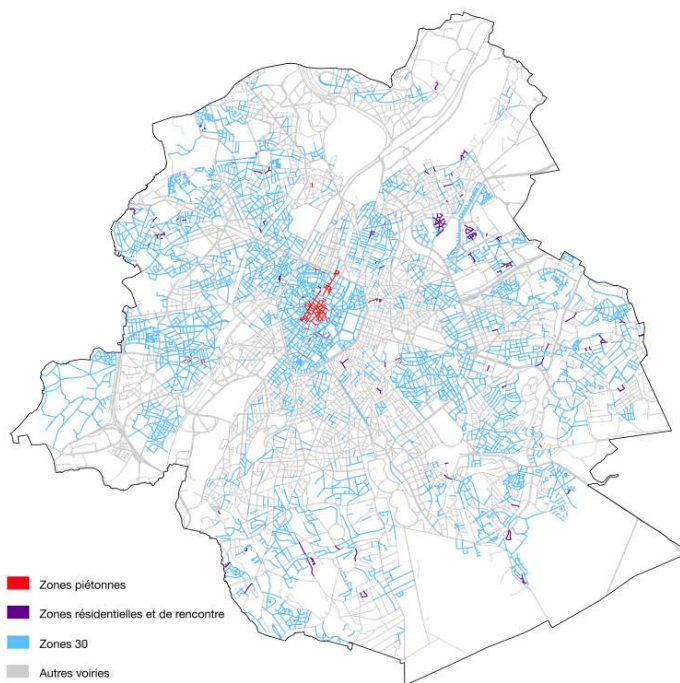 Zones piétonnes
Zones résidentielles et de rencontre
Zones 30
Autres voiries